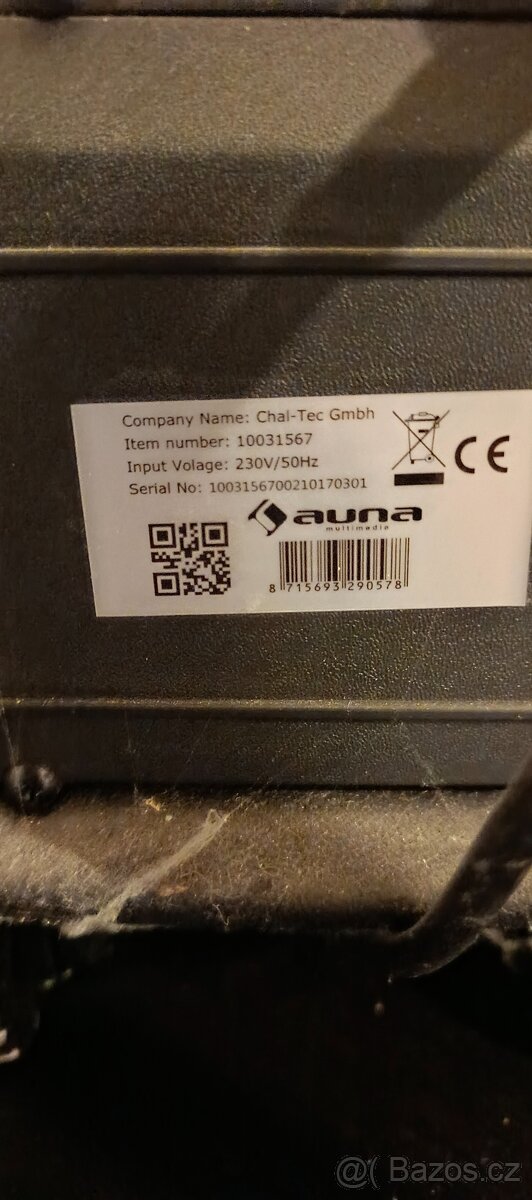 Company Name: Chal-Tec Gmbh
Item number: 10031567
Input Volage: 230V/50Hz
Serial No: 1003156700210170301
CE
auna
multimedia
8 715693 290578
@( Bazos.cz